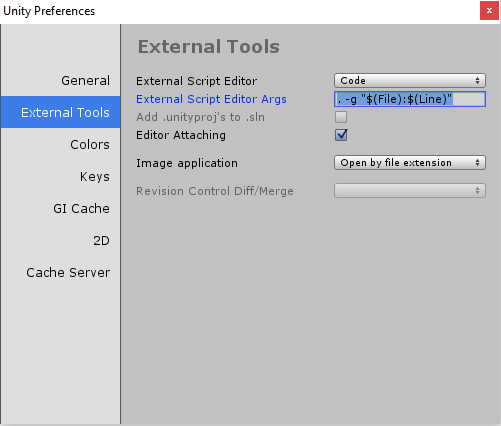 Unity Preferences
x
General
External Tools
Colors
Keys
GI Cache
2D
Cache Server
External Tools
External Script Editor
Code
External Script Editor Args
. -g "$(File):$(Line)"
Add .unityproj's to .sln
Editor Attaching
Image application
Open by file extension
Revision Control Diff/Merge